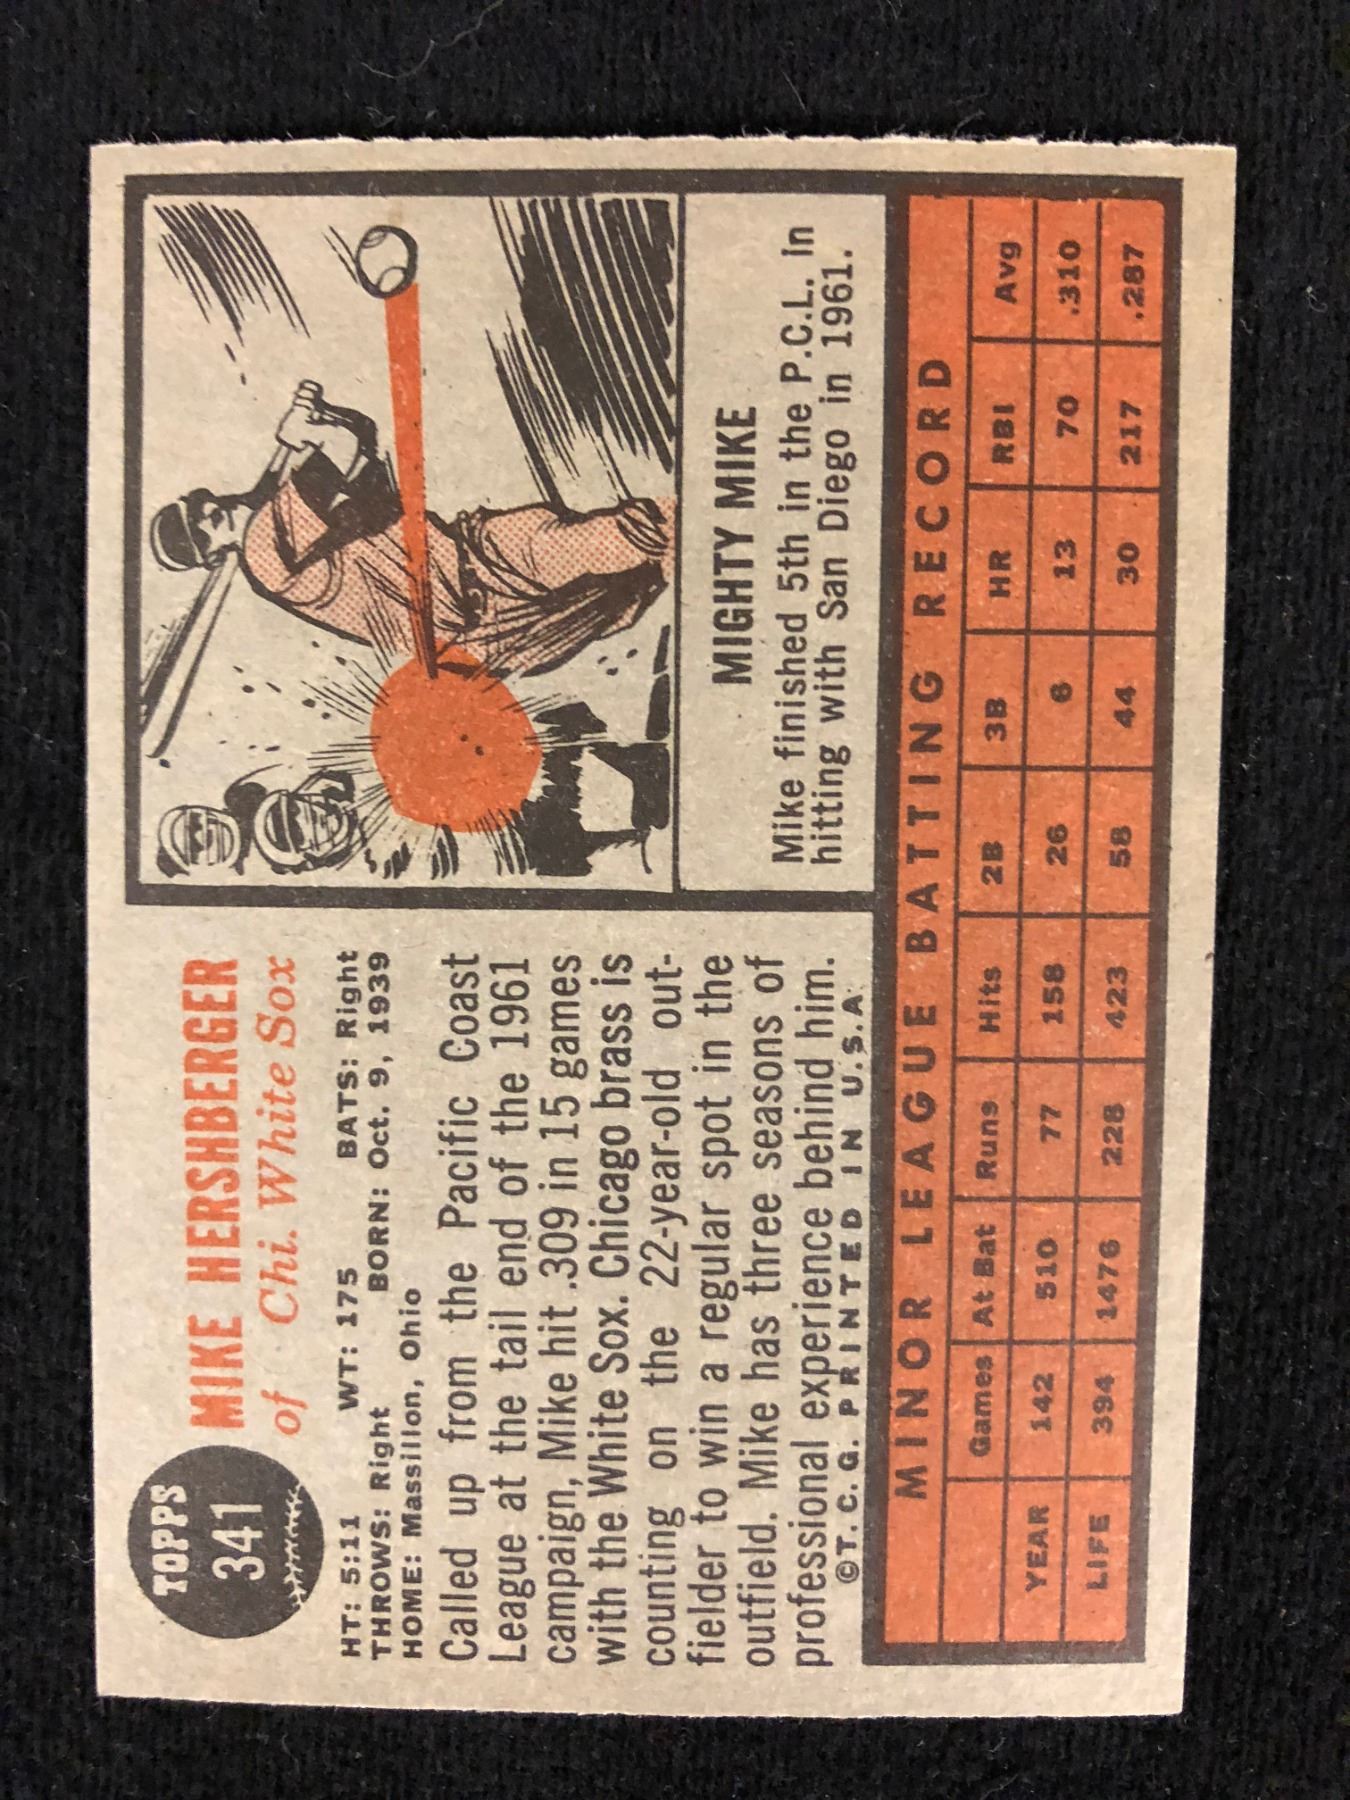 TOPPS
341
MIKE HERSHBERGER
of Chi. White Sox
HT: 5:11 WT: 175 BATS: Right
THROWS: Right BORN: Oct. 9, 1939
HOME: Massillon, Ohio
Called up from the Pacific Coast
League at the tail end of the 1961
campaign, Mike hit .309 in 15 games
with the White Sox. Chicago brass is
counting on the 22-year-old out-
fielder to win a regular spot in the
outfield. Mike has three seasons of
professional experience behind him.
©T.C.G. PRINTED IN U.S.A
MIGHTY MIKE
Mike finished 5th in the P.C.L. in
hitting with San Diego in 1961.
MINOR LEAGUE BATTING RECORD
Games At Bat Runs Hits 2B 3B HR RBI Avg
YEAR 142 510 77 158 26 6 13 70 .310
LIFE 394 1476 228 423 58 44 30 217 .287